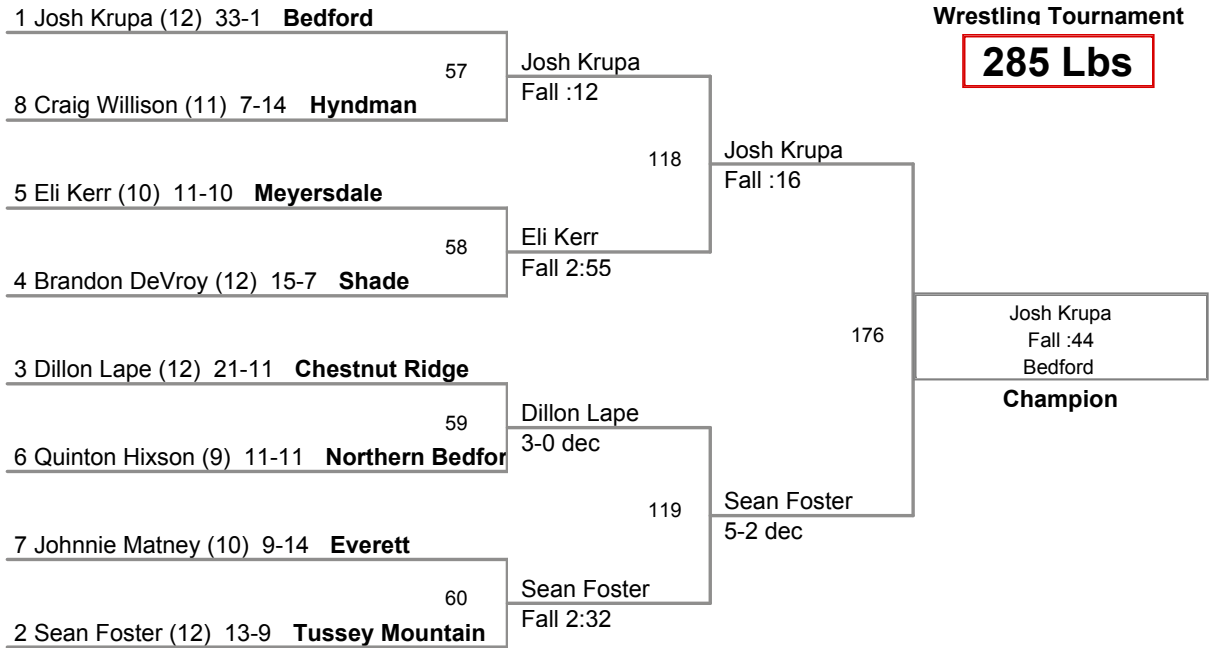 1 Josh Krupa (12) 33-1 Bedford
Wrestling Tournament
285 Lbs
57
Josh Krupa
Fall :12
8 Craig Willison (11) 7-14 Hyndman
118
Josh Krupa
Fall :16
5 Eli Kerr (10) 11-10 Meyersdale
58
Eli Kerr
Fall 2:55
4 Brandon DeVroy (12) 15-7 Shade
176
Josh Krupa
Fall :44
Bedford
Champion
3 Dillon Lape (12) 21-11 Chestnut Ridge
59
Dillon Lape
3-0 dec
6 Quinton Hixson (9) 11-11 Northern Bedfor
119
Sean Foster
5-2 dec
7 Johnnie Matney (10) 9-14 Everett
60
Sean Foster
Fall 2:32
2 Sean Foster (12) 13-9 Tussey Mountain